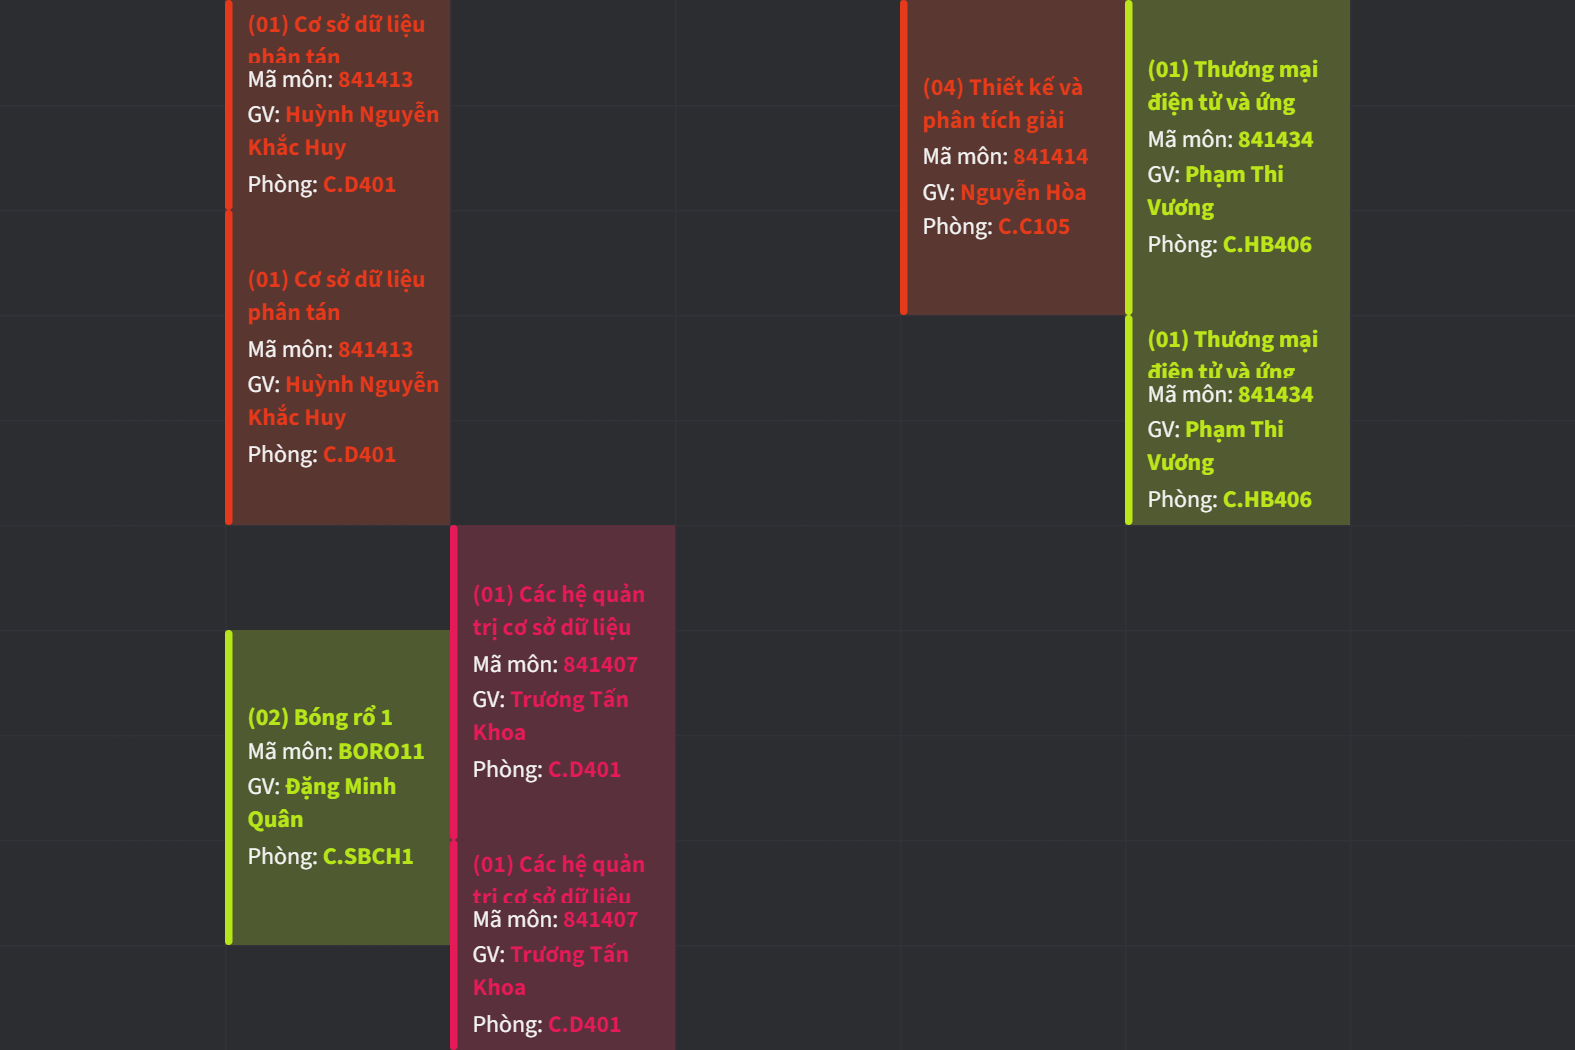 (01) Cơ sở dữ liệu
phân tán
Mã môn: 841413
GV: Huỳnh Nguyễn
Khắc Huy
Phòng: C.D401
(01) Cơ sở dữ liệu
phân tán
Mã môn: 841413
GV: Huỳnh Nguyễn
Khắc Huy
Phòng: C.D401
(02) Bóng rổ 1
Mã môn: BORO11
GV: Đặng Minh
Quân
Phòng: C.SBCH1
(01) Các hệ quản
trị cơ sở dữ liệu
Mã môn: 841407
GV: Trương Tấn
Khoa
Phòng: C.D401
(01) Các hệ quản
trị cơ sở dữ liệu
Mã môn: 841407
GV: Trương Tấn
Khoa
Phòng: C.D401
(04) Thiết kế và
phân tích giải
Mã môn: 841414
GV: Nguyễn Hòa
Phòng: C.C105
(01) Thương mại
điện tử và ứng
Mã môn: 841434
GV: Phạm Thi
Vương
Phòng: C.HB406
(01) Thương mại
điện tử và ứng
Mã môn: 841434
GV: Phạm Thi
Vương
Phòng: C.HB406